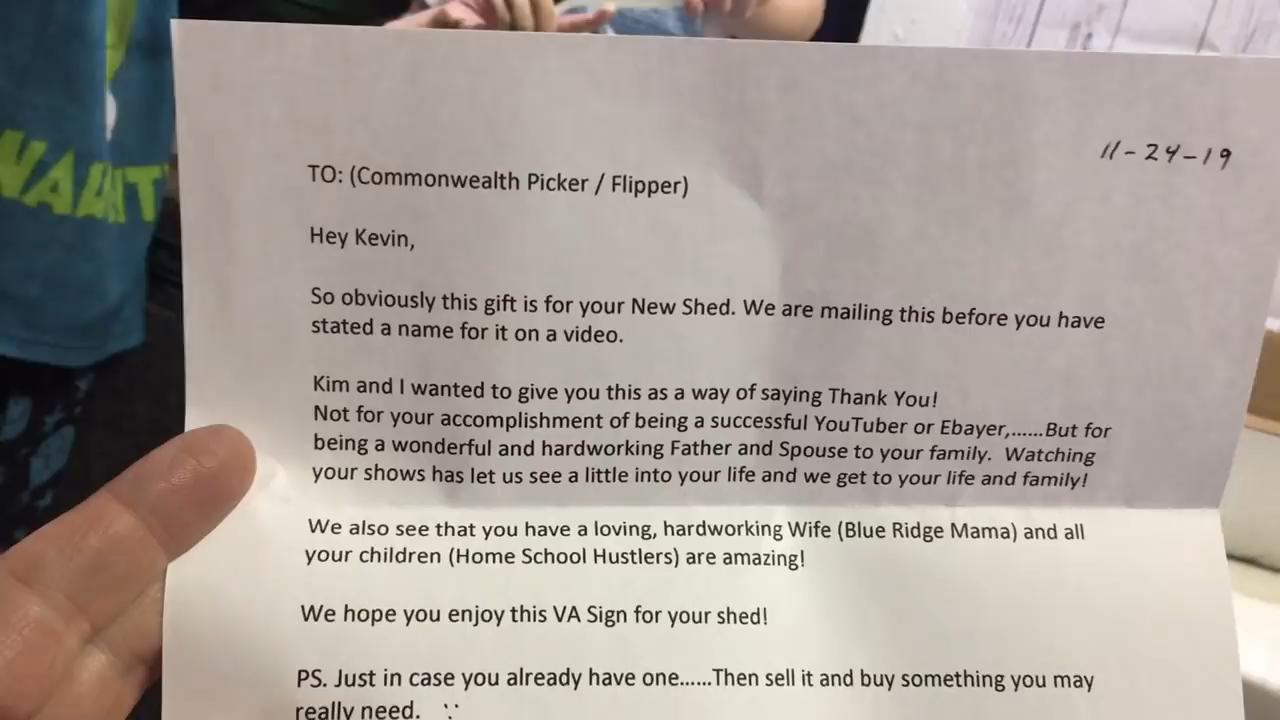 11-24-19
TO: (Commonwealth Picker / Flipper)
Hey Kevin,
So obviously this gift is for your New Shed. We are mailing this before you have
stated a name for it on a video.
Kim and I wanted to give you this as a way of saying Thank You!
Not for your accomplishment of being a successful YouTuber or Ebayer,......But for
being a wonderful and hardworking Father and Spouse to your family. Watching
your shows has let us see a little into your life and we get to your life and family!
We also see that you have a loving, hardworking Wife (Blue Ridge Mama) and all
your children (Home School Hustlers) are amazing!
We hope you enjoy this VA Sign for your shed!
PS. Just in case you already have one......Then sell it and buy something you may
really need.